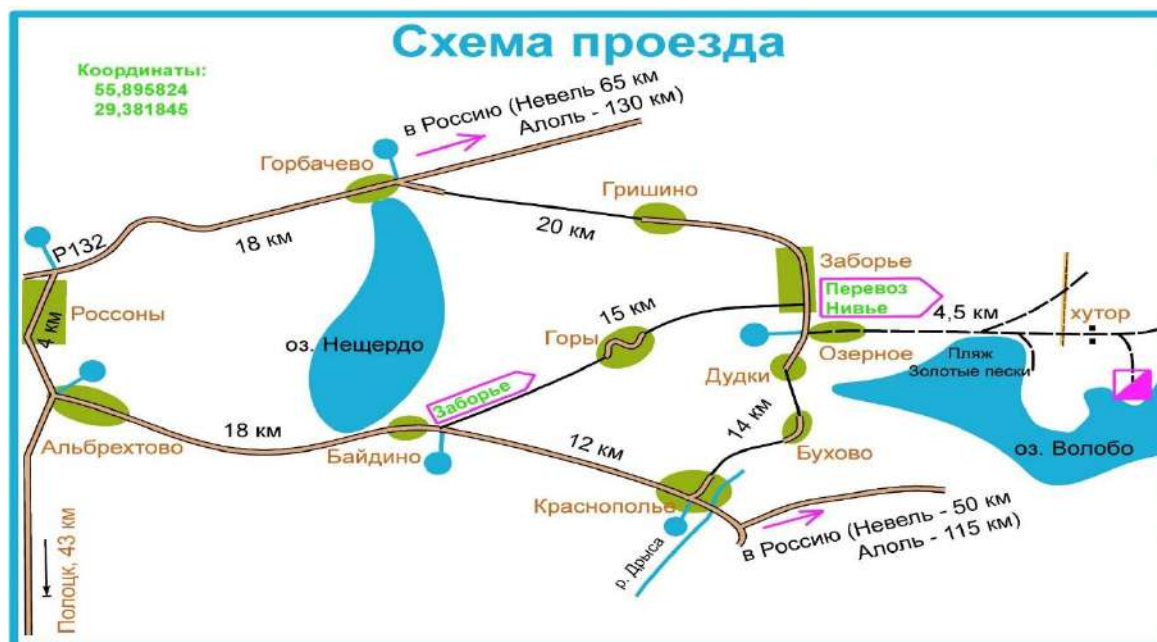 Схема проезда
Координаты:
55,895824
29,381845
в Россию (Невель 65 км
Алоль - 130 км)
Горбачево
Гришино
Р132
18 км
20 км
Заборье
Перевоз
Нивье
4,5 км
хутор
Россоны
4 км
15 км
Горы
оз. Нещердо
Озерное
Пляж
Золотые пески
Дудки
Заборье
Альбрехтово
18 км
Байдино
12 км
14 км
Бухово
оз. Волобо
Краснополье
в Россию (Невель - 50 км
Алоль - 115 км)
р. Дрыса
Полоцк, 43 км